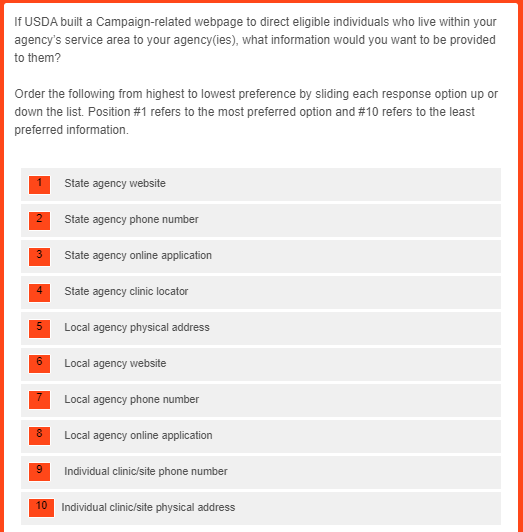 If USDA built a Campaign-related webpage to direct eligible individuals who live within your
agency's service area to your agency(ies), what information would you want to be provided
to them?
Order the following from highest to lowest preference by sliding each response option up or
down the list. Position #1 refers to the most preferred option and #10 refers to the least
preferred information.
1 State agency website
2 State agency phone number
3 State agency online application
4 State agency clinic locator
5 Local agency physical address
6 Local agency website
7 Local agency phone number
8 Local agency online application
9 Individual clinic/site phone number
10 Individual clinic/site physical address